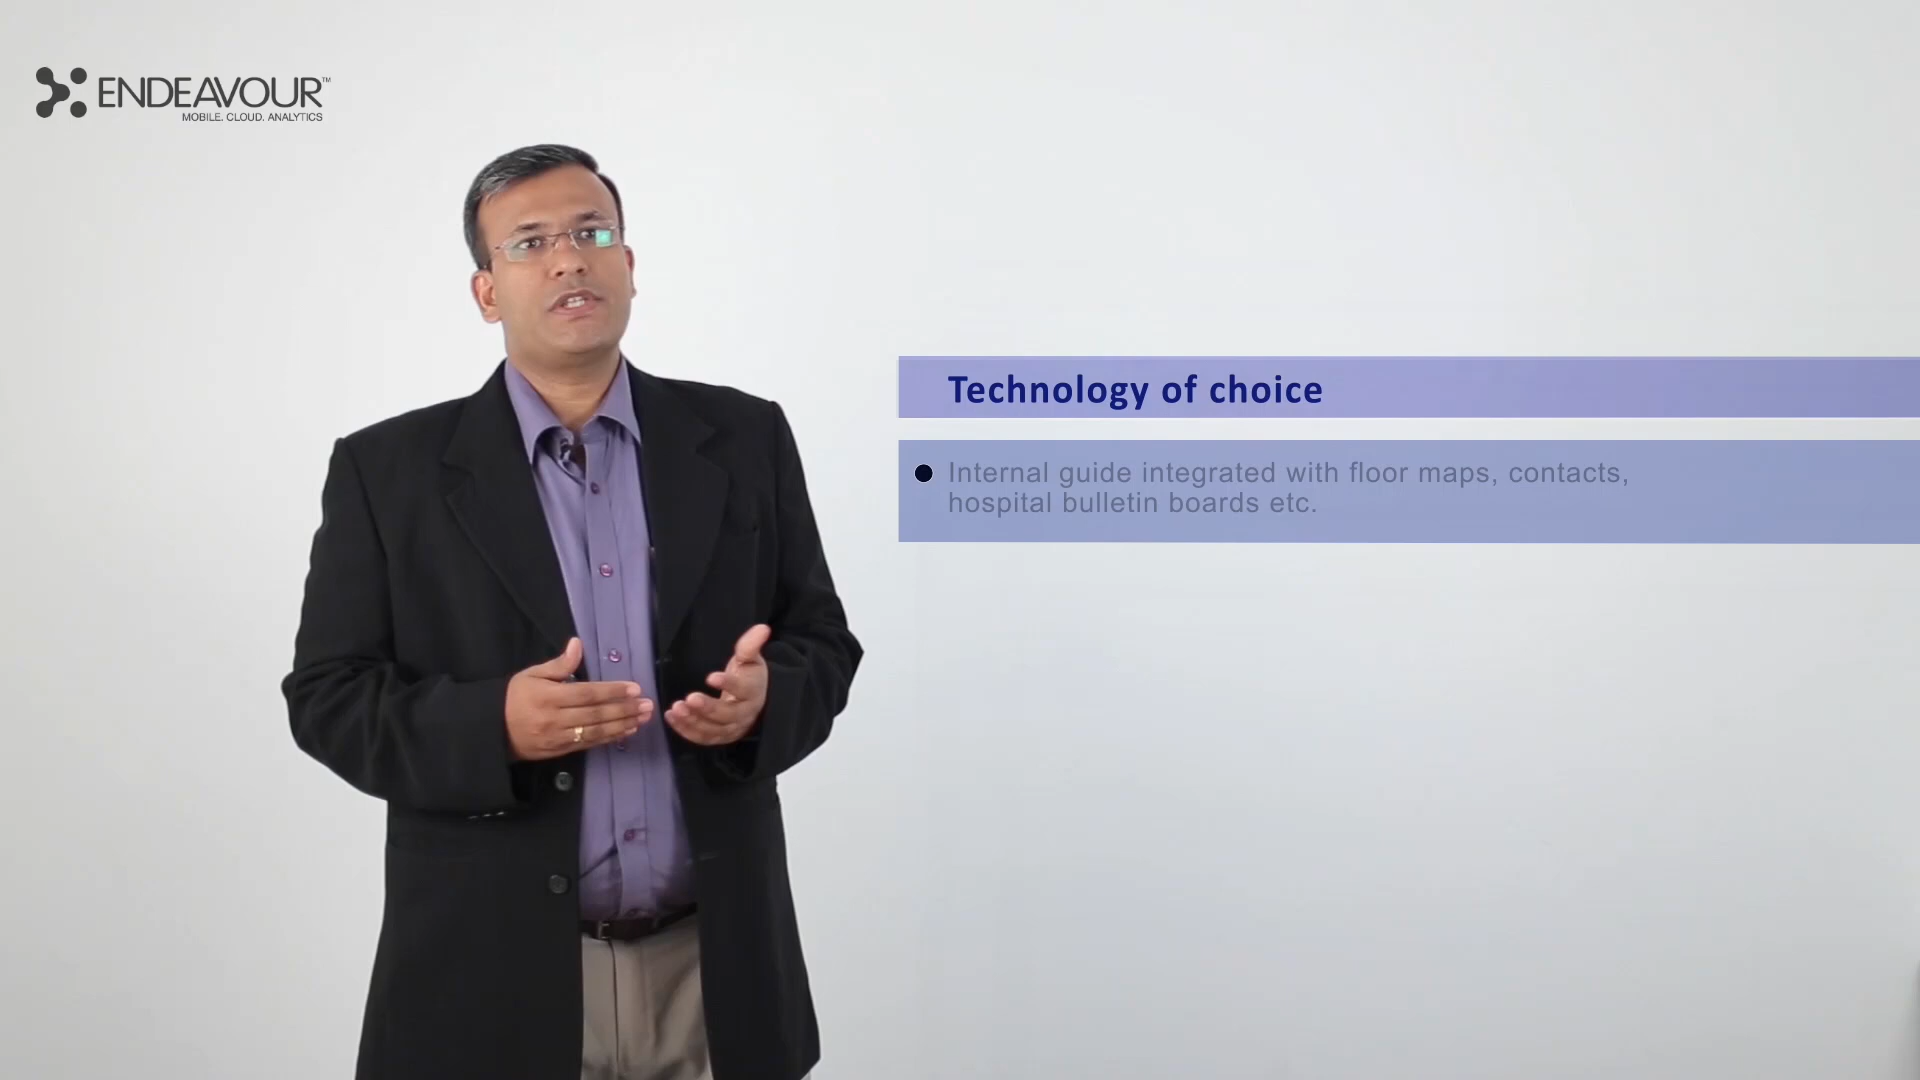 ENDEAVOUR™
MOBILE. CLOUD. ANALYTICS
Technology of choice
Internal guide integrated with floor maps, contacts,
hospital bulletin boards etc.